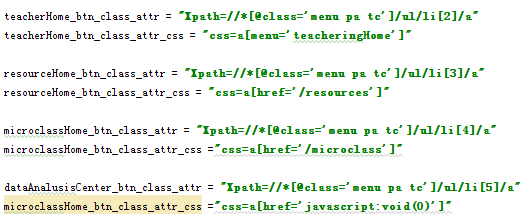 teacherHome_btn_class_attr = "Xpath=//*[@class='menu pa tc']/ul/li[2]/a"
teacherHome_btn_class_attr_css = "css=a[menu='teacheringHome']"
resourceHome_btn_class_attr = "Xpath=//*[@class='menu pa tc']/ul/li[3]/a"
resourceHome_btn_class_attr_css = "css=a[href='/resources']"
microclassHome_btn_class_attr = "Xpath=//*[@class='menu pa tc']/ul/li[4]/a"
microclassHome_btn_class_attr_css ="css=a[href='/microclass']"
dataAnalusisCenter_btn_class_attr = "Xpath=//*[@class='menu pa tc']/ul/li[5]/a"
microclassHome_btn_class_attr_css ="css=a[href='javascript:void(0)']"